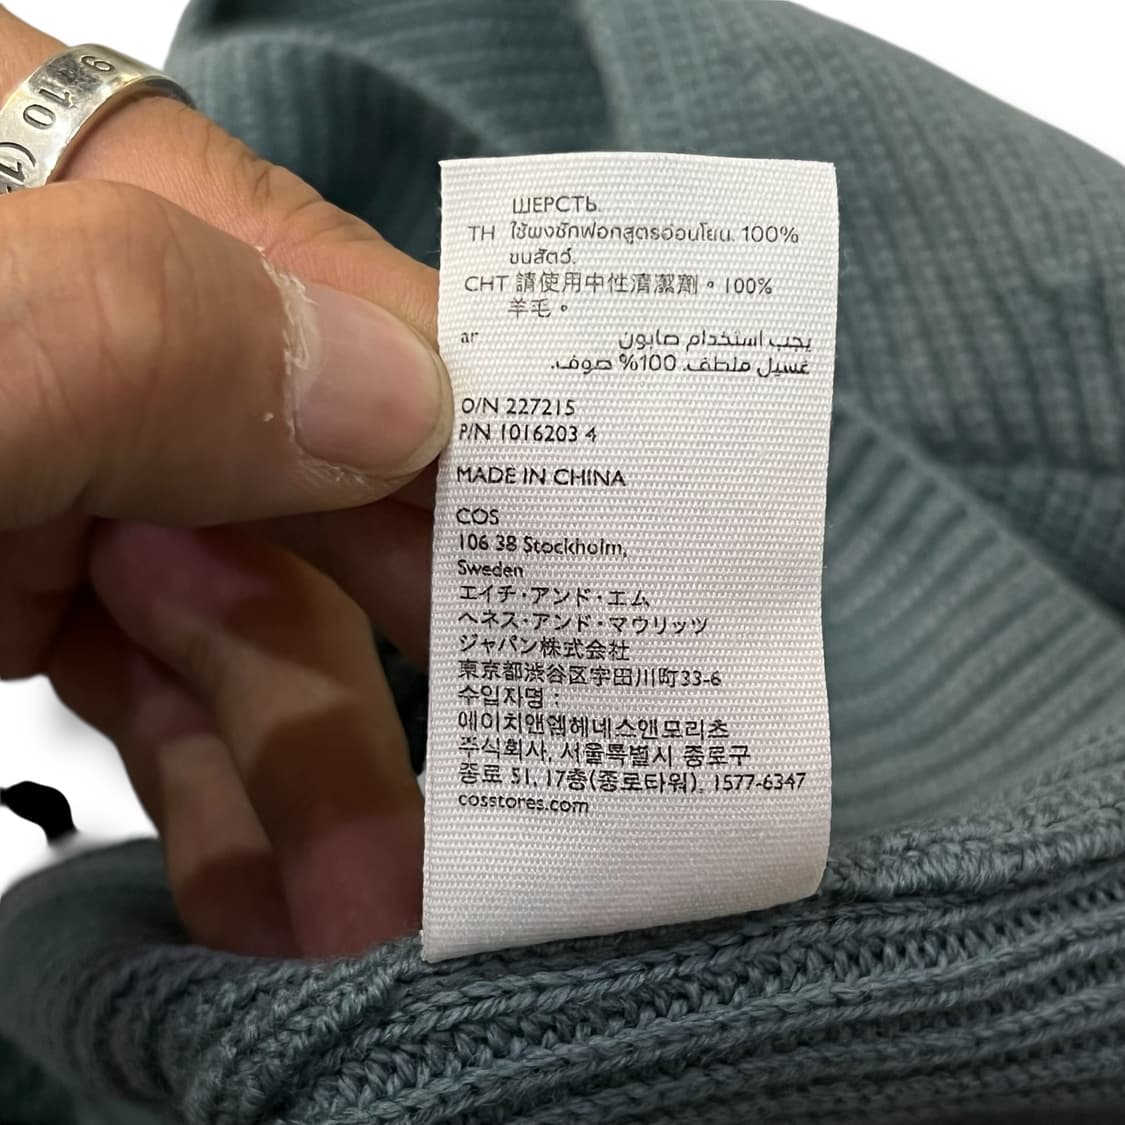 9 10 (1
ШЕРСТЬ.
TH ใช้ผงซักฟอกสูตรอ่อนโยน. 100%
ขนสัตว์.
CHT 請使用中性清潔劑。100%
羊毛。
ar يجب استخدام صابون
غسيل ملطف. 100% صوف.
O/N 227215
P/N 1016203 4
MADE IN CHINA
COS
106 38 Stockholm,
Sweden
エイチ・アンド・エム
ヘネス・アンド・マウリッツ
ジャパン株式会社
東京都渋谷区宇田川町33-6
수입자명 :
에이치앤엠헤네스앤모리츠
주식회사, 서울특별시 종로구
종로 51, 17층(종로타워), 1577-6347
cosstores.com